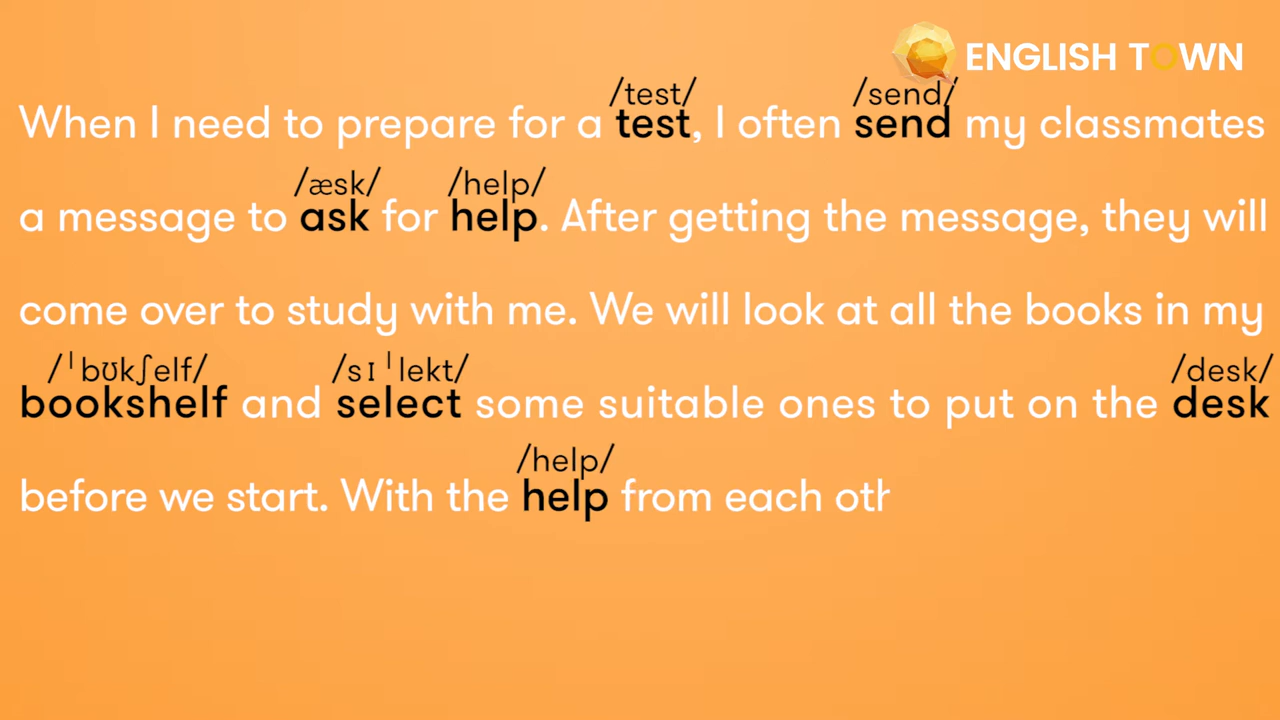 ENGLISH TOWN
/test/ /send/
When I need to prepare for a test, I often send my classmates
/æsk/ /help/
a message to ask for help. After getting the message, they will
come over to study with me. We will look at all the books in my
/ˈbʊkʃelf/ /sɪˈlekt/ /desk/
bookshelf and select some suitable ones to put on the desk
/help/
before we start. With the help from each oth